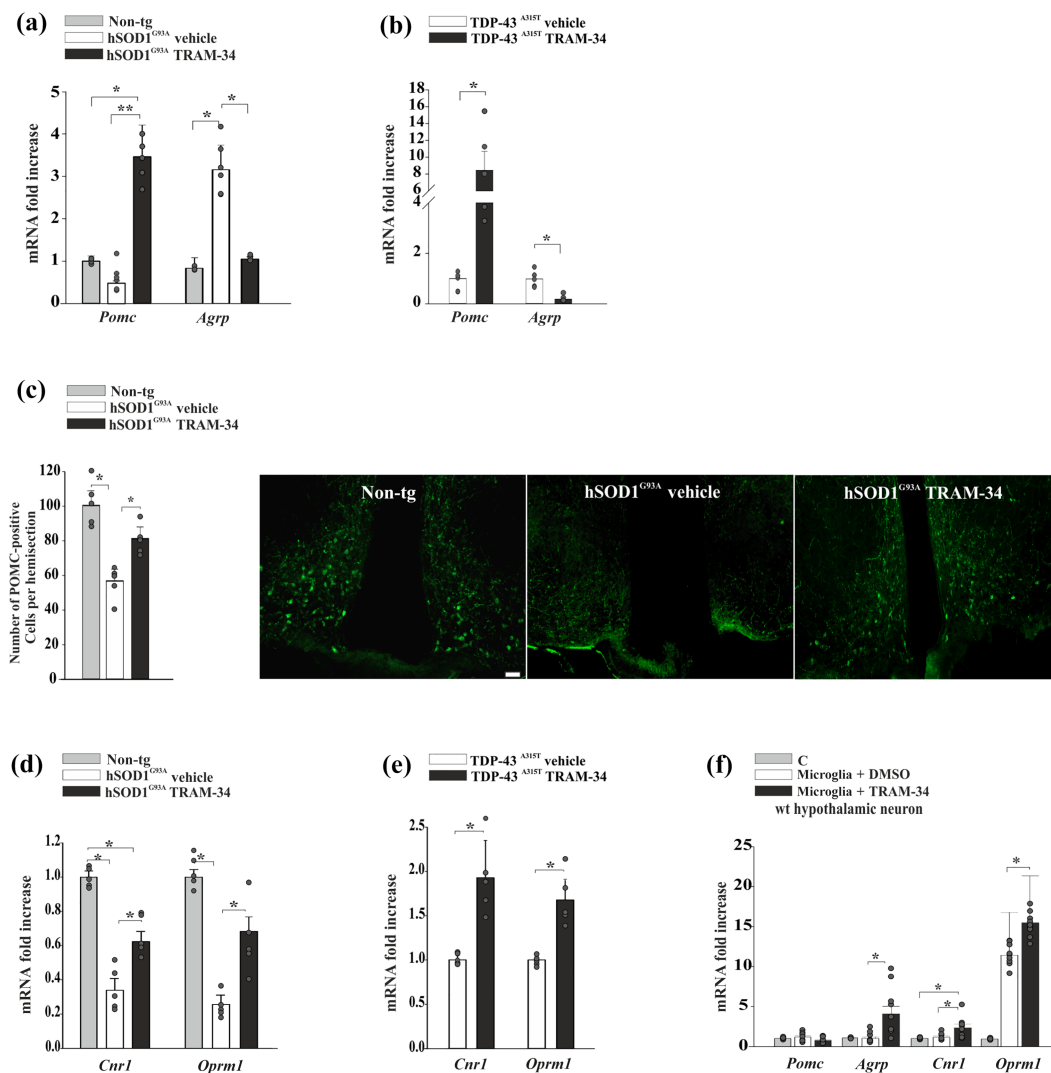 (a)
Non-tg
hSOD1G93A vehicle
hSOD1G93A TRAM-34
mRNA fold increase
5
4
3
2
1
0
*
**
*
*
Pomc
Agrp
(b)
TDP-43 A315T vehicle
TDP-43 A315T TRAM-34
mRNA fold increase
18
16
14
12
10
8
6
4
2
0
*
*
Pomc
Agrp
(c)
Non-tg
hSOD1G93A vehicle
hSOD1G93A TRAM-34
Number of POMC-positive
Cells per hemisection
120
100
80
60
40
20
0
*
*
Non-tg
hSOD1G93A vehicle
hSOD1G93A TRAM-34
(d)
Non-tg
hSOD1G93A vehicle
hSOD1G93A TRAM-34
mRNA fold increase
1.2
1.0
0.8
0.6
0.4
0.2
0.0
*
*
*
*
*
Cnr1
Oprm1
(e)
TDP-43 A315T vehicle
TDP-43 A315T TRAM-34
mRNA fold increase
2.5
2.0
1.5
1.0
0.5
0.0
*
*
Cnr1
Oprm1
(f)
C
Microglia + DMSO
Microglia + TRAM-34
wt hypothalamic neuron
mRNA fold increase
25
20
15
10
5
0
*
*
*
*
Pomc
Agrp
Cnr1
Oprm1